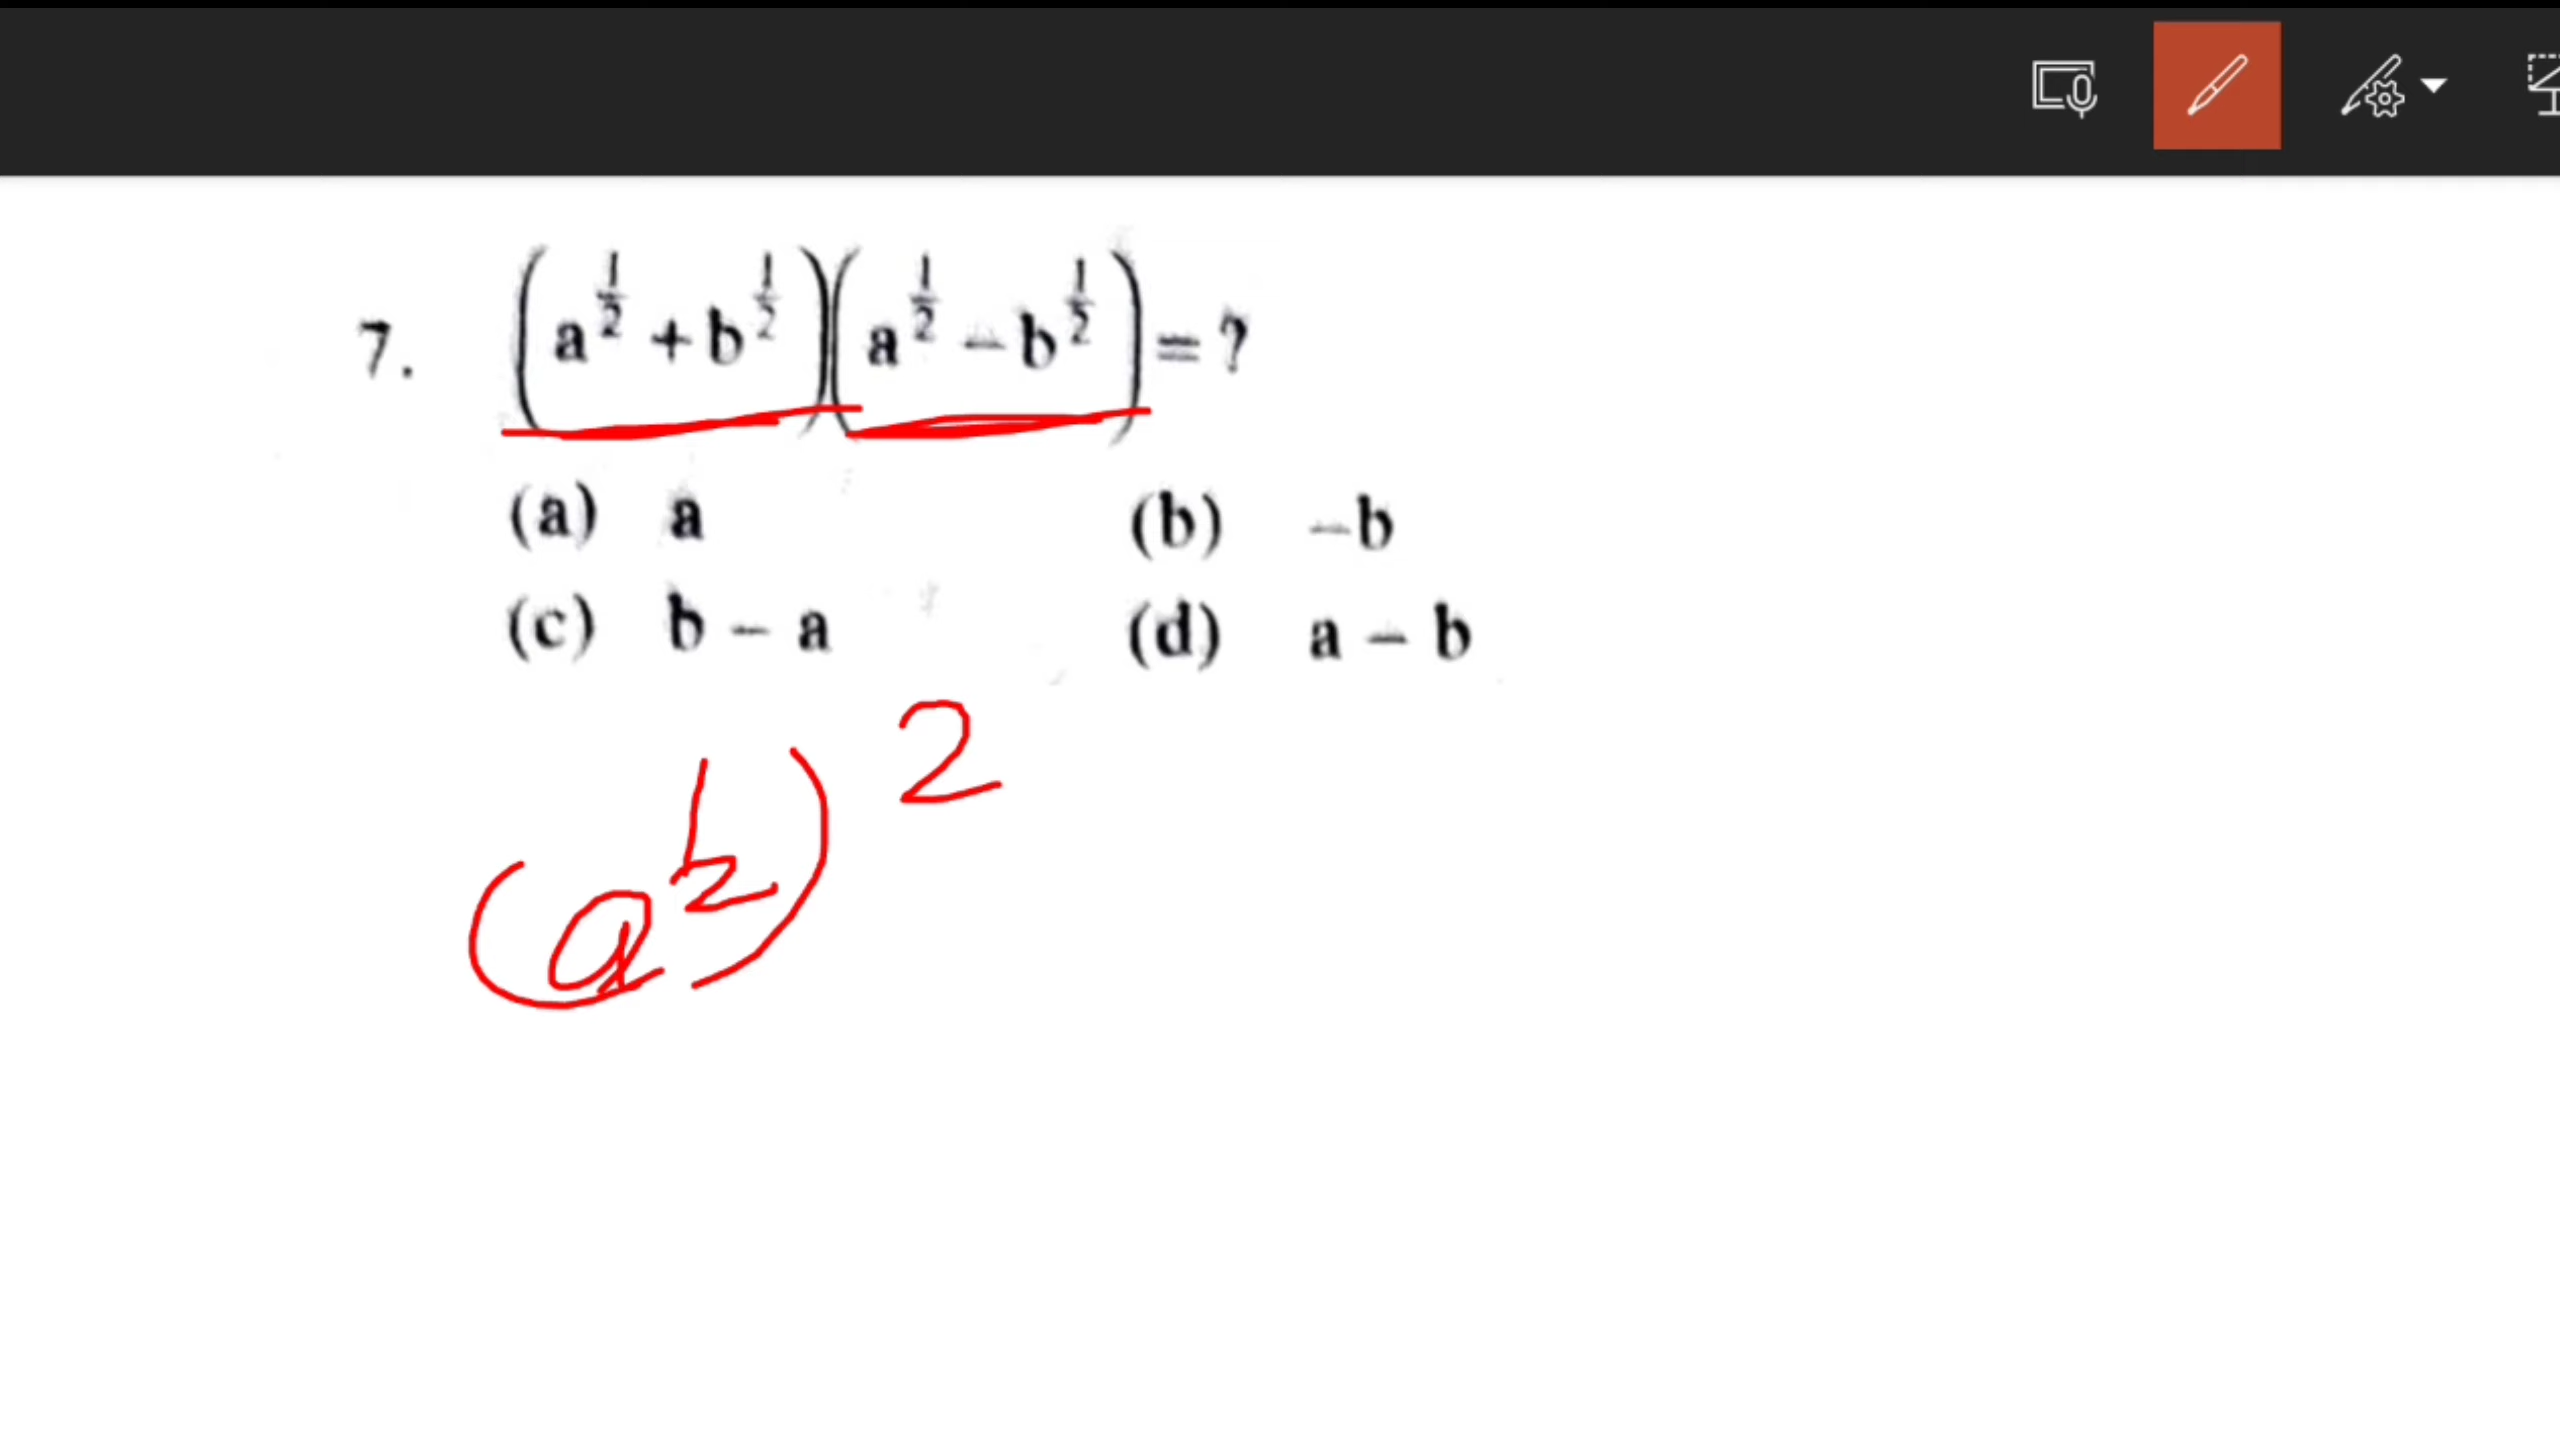 7. (a^{1/2} + b^{1/2})(a^{1/2} – b^{1/2}) = ?
(a) a (b) –b
(c) b – a (d) a – b
(a^{1/2})^2